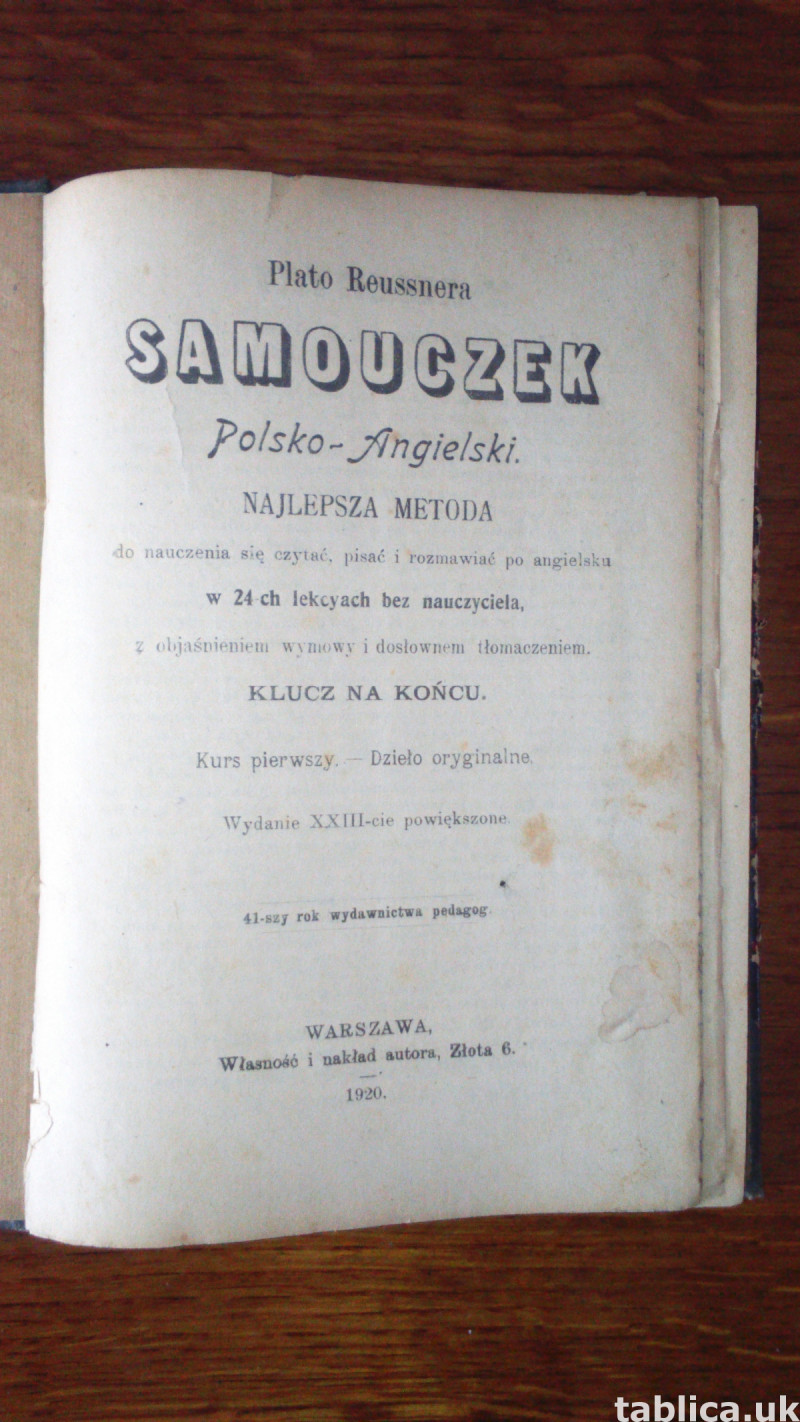 Plato Reussnera
SAMOUCZEK
Polsko-Angielski.
NAJLEPSZA METODA
do nauczenia się czytać, pisać i rozmawiać po angielsku
w 24-ch lekcyach bez nauczyciela,
z objaśnieniem wymowy i dosłownem tłomaczeniem.
KLUCZ NA KOŃCU.
Kurs pierwszy. — Dzieło oryginalne.
Wydanie XXIII-cie powiększone
41-szy rok wydawnictwa pedagog.
WARSZAWA,
Własność i nakład autora, Złota 6.
1920.
tablica.uk